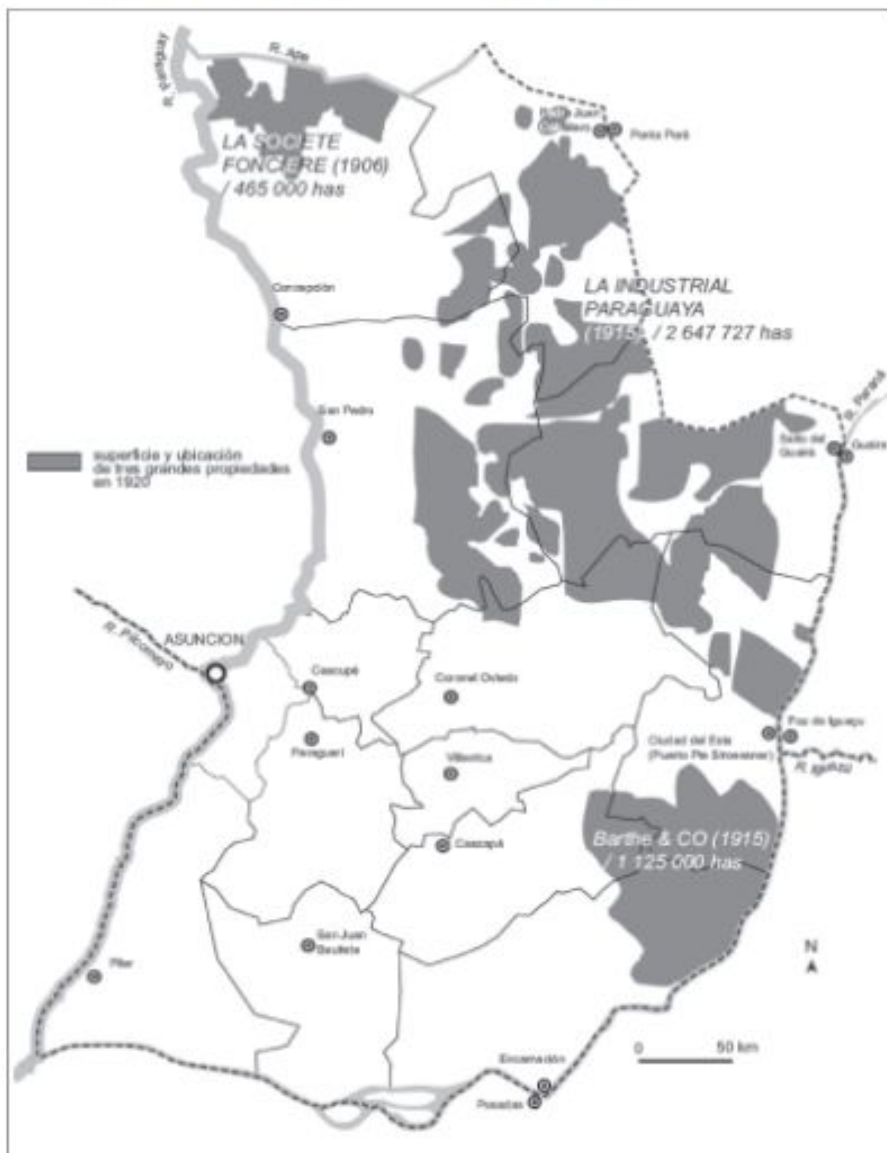 R. Paraguay
R. Apa
LA SOCIETE
FONCIERE (1906)
/ 465 000 has
Juan
Ponta Porã
LA INDUSTRIAL
PARAGUAYA
(1915) / 2 647 727 has
Concepción
San Pedro
R. Paraná
Salto del
Guairá
Guaira
superficie y ubicación
de tres grandes propiedades
en 1920
R. Pilcomayo
ASUNCION
Caacupé
Coronel Oviedo
Paraguarí
Villarrica
Ciudad del Este
(Puerto Pte Stroessner)
Foz de Iguaçu
R. Iguazú
Caazapá
Barthe & CO (1915)
/ 1 125 000 has
San Juan
Bautista
Pilar
N
0 50 km
Encarnación
Posadas